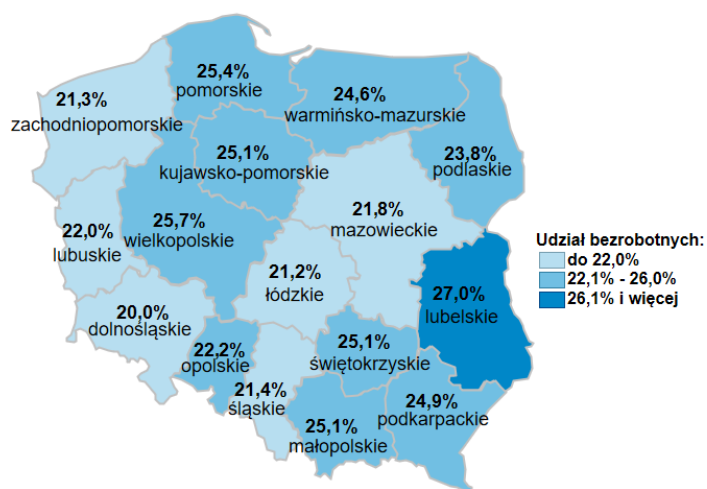 25,4%
pomorskie
21,3%
zachodniopomorskie
24,6%
warmińsko-mazurskie
25,1%
kujawsko-pomorskie
23,8%
podlaskie
25,7%
wielkopolskie
21,8%
mazowieckie
22,0%
lubuskie
21,2%
łódzkie
20,0%
dolnośląskie
27,0%
lubelskie
22,2%
opolskie
25,1%
świętokrzyskie
21,4%
śląskie
25,1%
małopolskie
24,9%
podkarpackie
Udział bezrobotnych:
do 22,0%
22,1% - 26,0%
26,1% i więcej